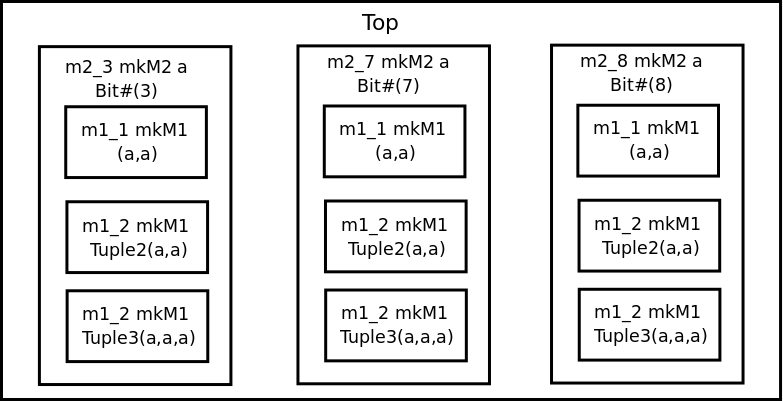 Top
m2_3 mkM2 a
Bit#(3)
m1_1 mkM1
(a,a)
m1_2 mkM1
Tuple2(a,a)
m1_2 mkM1
Tuple3(a,a,a)
m2_7 mkM2 a
Bit#(7)
m1_1 mkM1
(a,a)
m1_2 mkM1
Tuple2(a,a)
m1_2 mkM1
Tuple3(a,a,a)
m2_8 mkM2 a
Bit#(8)
m1_1 mkM1
(a,a)
m1_2 mkM1
Tuple2(a,a)
m1_2 mkM1
Tuple3(a,a,a)